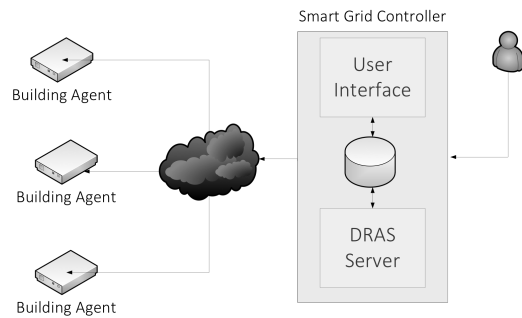 Smart Grid Controller
User
Interface
Building Agent
Building Agent
DRAS
Server
Building Agent